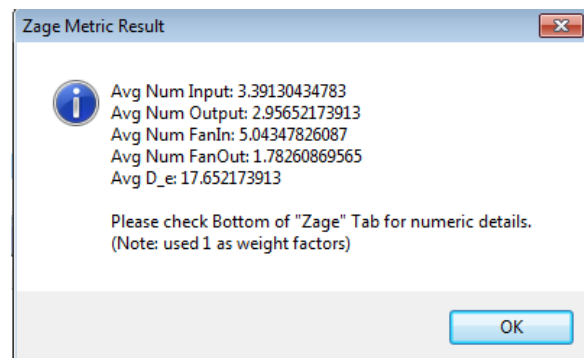 Zage Metric Result
Avg Num Input: 3.39130434783
Avg Num Output: 2.95652173913
Avg Num FanIn: 5.04347826087
Avg Num FanOut: 1.78260869565
Avg D_e: 17.652173913
Please check Bottom of "Zage" Tab for numeric details.
(Note: used 1 as weight factors)
OK